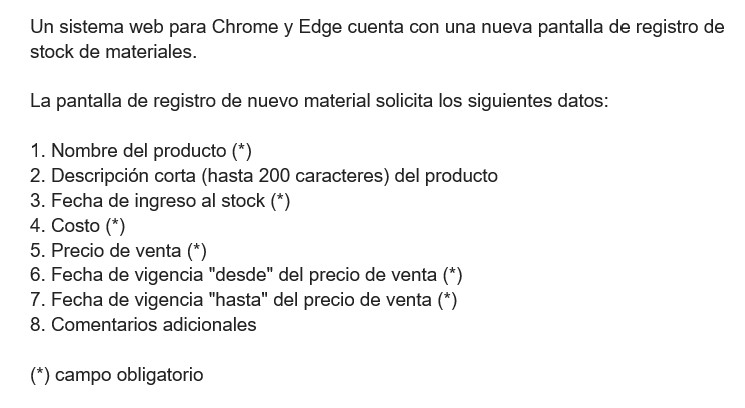 Un sistema web para Chrome y Edge cuenta con una nueva pantalla de registro de
stock de materiales.
La pantalla de registro de nuevo material solicita los siguientes datos:
1. Nombre del producto (*)
2. Descripción corta (hasta 200 caracteres) del producto
3. Fecha de ingreso al stock (*)
4. Costo (*)
5. Precio de venta (*)
6. Fecha de vigencia "desde" del precio de venta (*)
7. Fecha de vigencia "hasta" del precio de venta (*)
8. Comentarios adicionales
(*) campo obligatorio